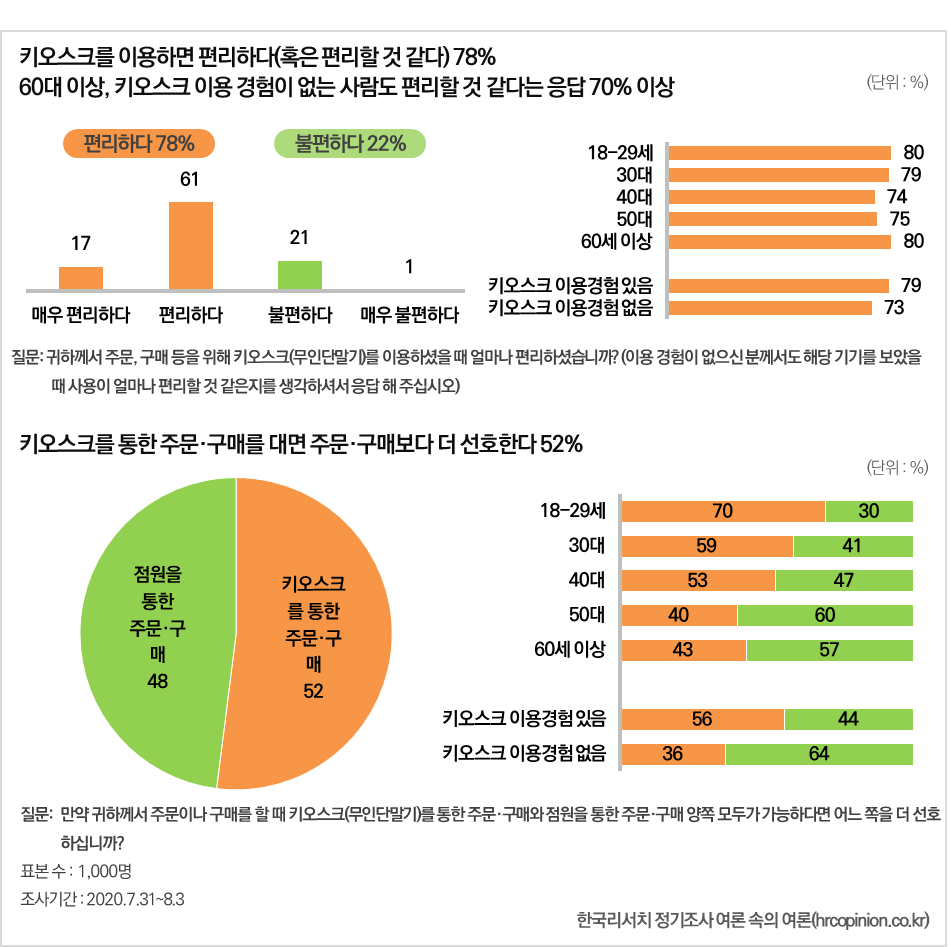 키오스크를 이용하면 편리하다(혹은 편리할 것 같다) 78%
60대 이상, 키오스크 이용 경험이 없는 사람도 편리할 것 같다는 응답 70% 이상
(단위 : %)
편리하다 78%
불편하다 22%
17
61
21
1
매우 편리하다
편리하다
불편하다
매우 불편하다
18-29세 80
30대 79
40대 74
50대 75
60세 이상 80
키오스크 이용경험 있음 79
키오스크 이용경험 없음 73
질문: 귀하께서 주문, 구매 등을 위해 키오스크(무인단말기)를 이용하셨을 때 얼마나 편리하셨습니까? (이용 경험이 없으신 분께서도 해당 기기를 보았을
때 사용이 얼마나 편리할 것 같은지를 생각하셔서 응답 해 주십시오)
키오스크를 통한 주문·구매를 대면 주문·구매보다 더 선호한다 52%
(단위 : %)
점원을
통한
주문·구
매
48
키오스크
를 통한
주문·구
매
52
18-29세 70 30
30대 59 41
40대 53 47
50대 40 60
60세 이상 43 57
키오스크 이용경험 있음 56 44
키오스크 이용경험 없음 36 64
질문: 만약 귀하께서 주문이나 구매를 할 때 키오스크(무인단말기)를 통한 주문·구매와 점원을 통한 주문·구매 양쪽 모두가 가능하다면 어느 쪽을 더 선호
하십니까?
표본 수 : 1,000명
조사기간 : 2020.7.31~8.3
한국리서치 정기조사 여론 속의 여론(hrcopinion.co.kr)